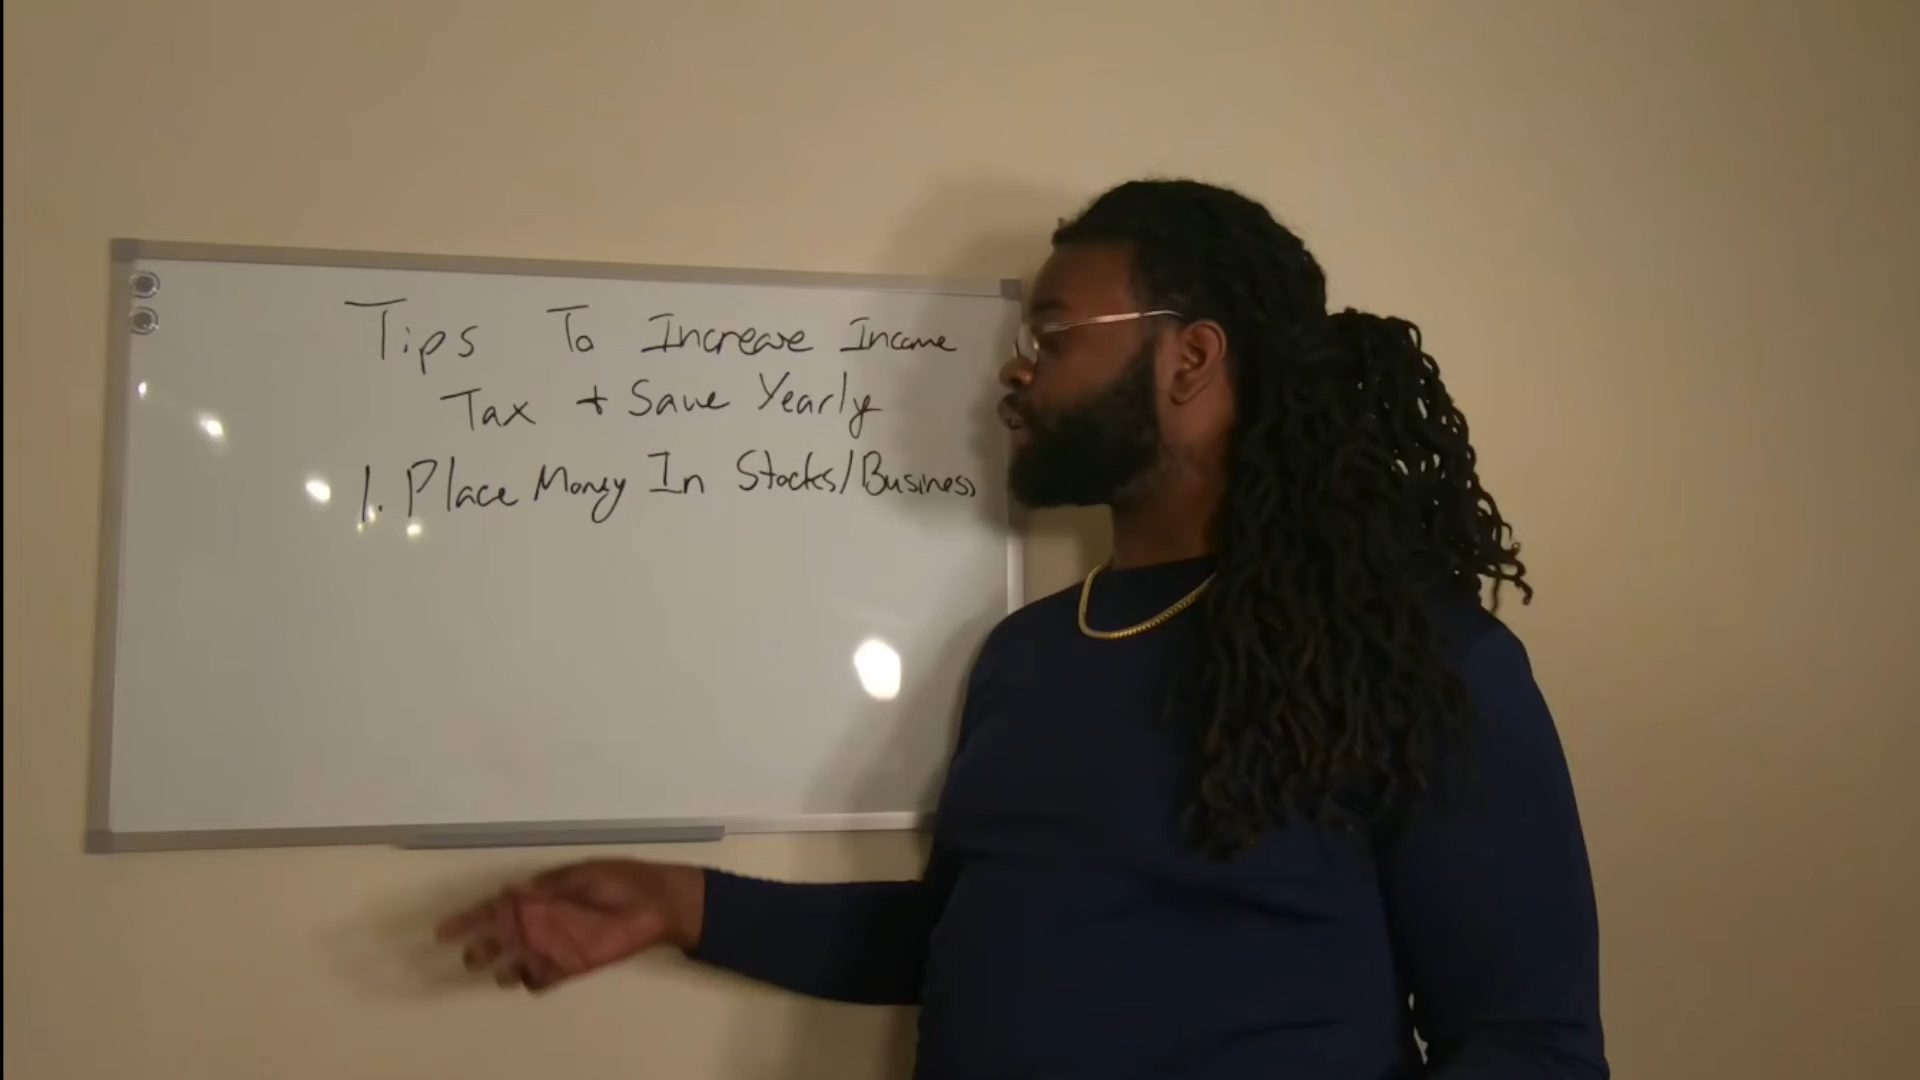 Tips To Increase Income
Tax + Save Yearly
1. Place Money In Stocks/Business